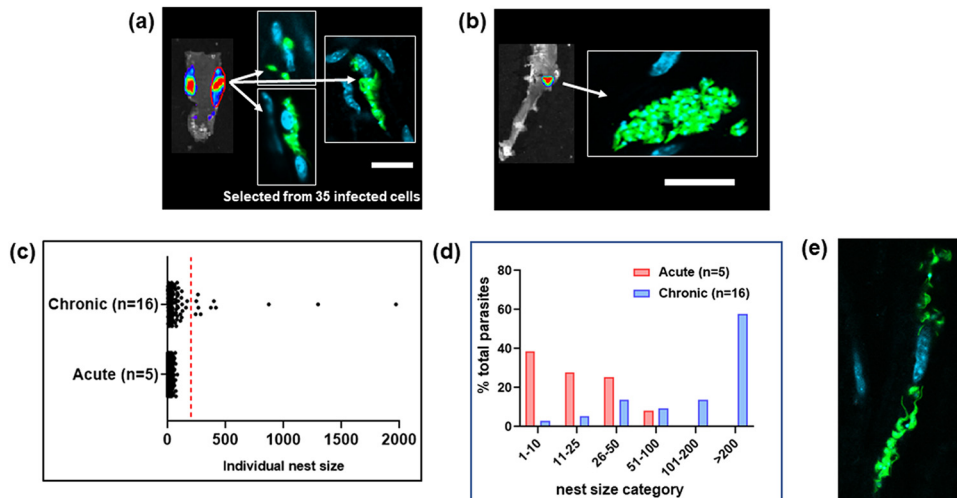 (a)
Selected from 35 infected cells
(b)
(c)
Chronic (n=16)
Acute (n=5)
0
500
1000
1500
2000
Individual nest size
(d)
% total parasites
80
60
40
20
0
Acute (n=5)
Chronic (n=16)
1-10
11-25
26-50
51-100
101-200
>200
nest size category
(e)